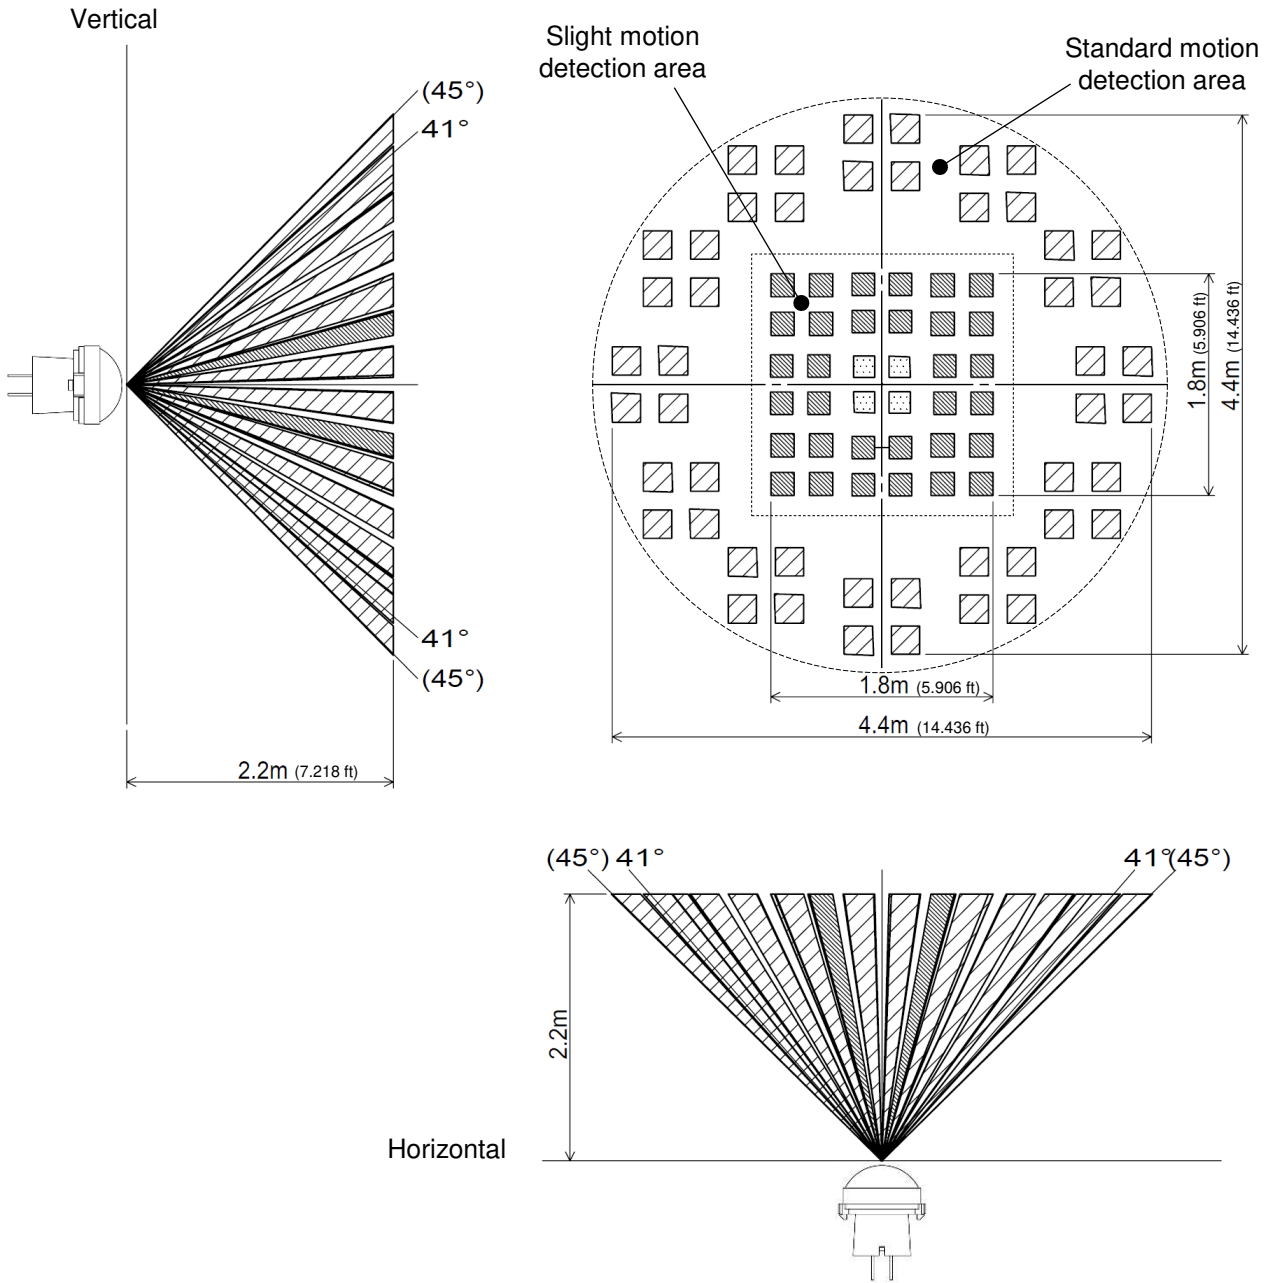 Vertical
Slight motion
detection area
Standard motion
detection area
(45°)
41°
1.8m (5.906 ft)
4.4m (14.436 ft)
41°
(45°)
1.8m (5.906 ft)
4.4m (14.436 ft)
2.2m (7.218 ft)
(45°) 41°
41° (45°)
2.2m
Horizontal